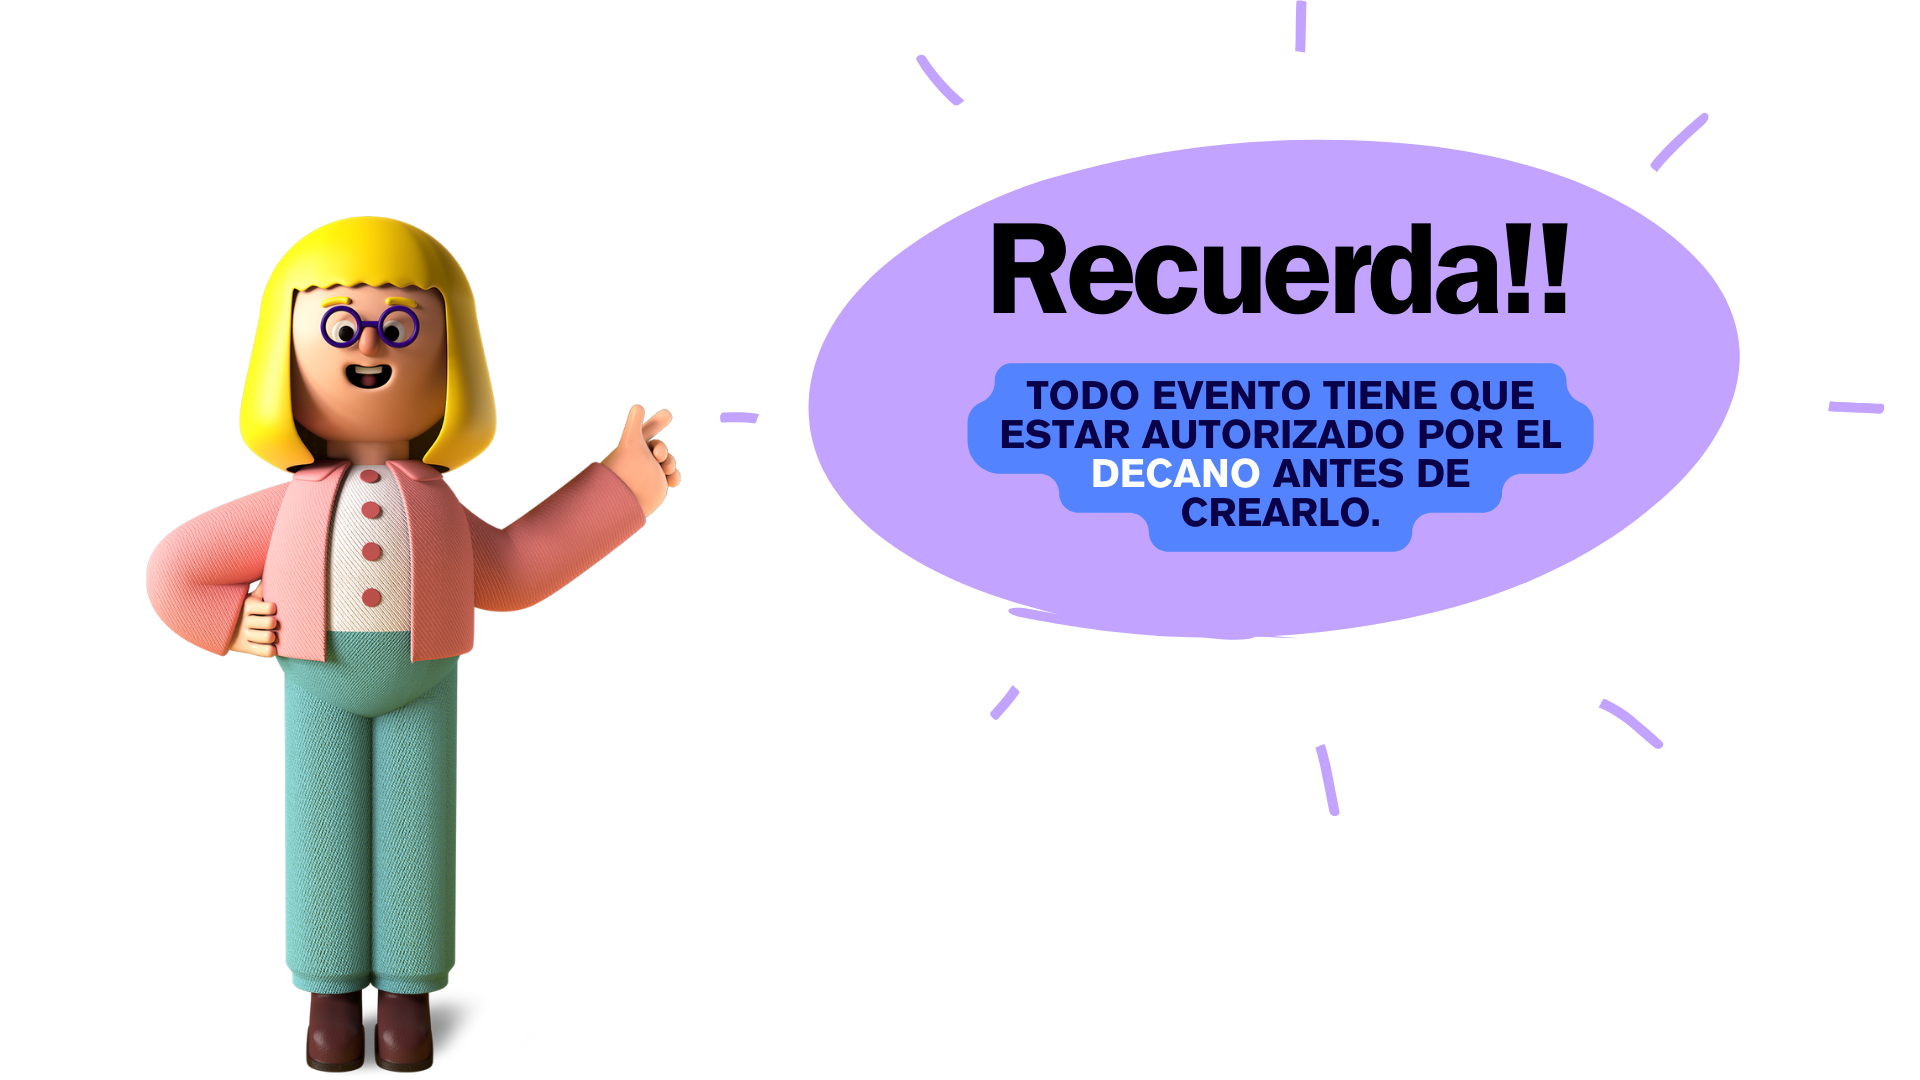 Recuerda!!
TODO EVENTO TIENE QUE
ESTAR AUTORIZADO POR EL
DECANO ANTES DE
CREARLO.